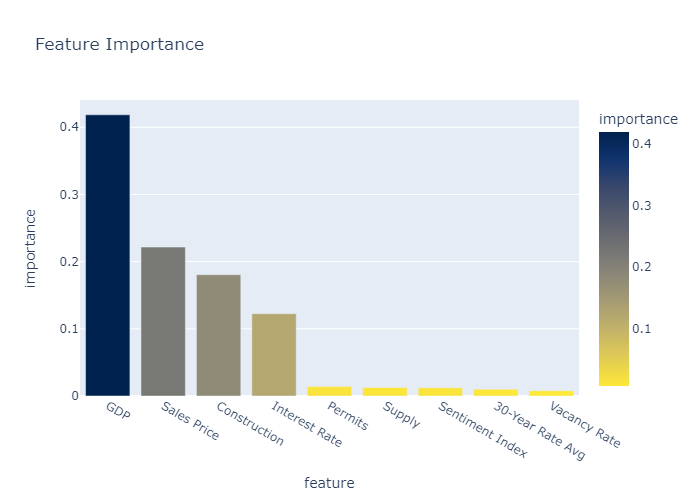 Feature Importance
importance
0.4
0.3
0.2
0.1
0
importance
0.4
0.3
0.2
0.1
GDP
Sales Price
Construction
Interest Rate
Permits
Supply
Sentiment Index
30-Year Rate Avg
Vacancy Rate
feature